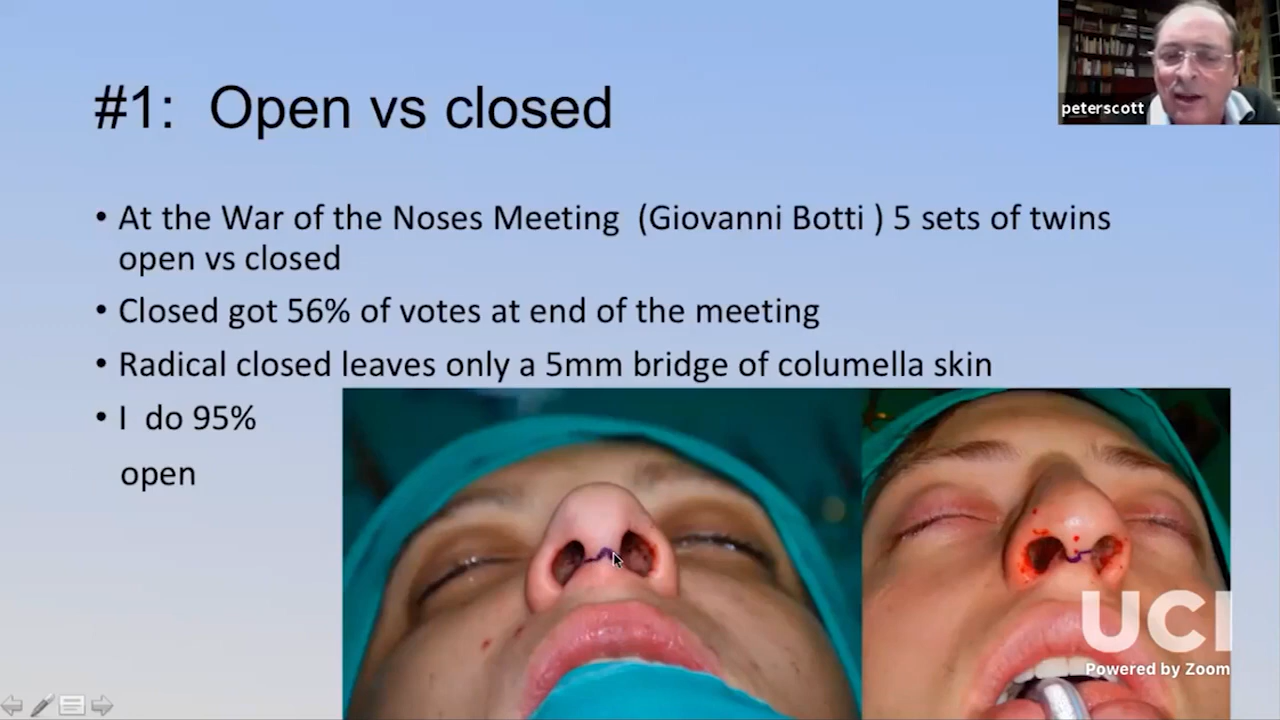 #1:  Open vs closed
peterscott
• At the War of the Noses Meeting  (Giovanni Botti ) 5 sets of twins
open vs closed
• Closed got 56% of votes at end of the meeting
• Radical closed leaves only a 5mm bridge of columella skin
• I  do 95%
open
UCI
Powered by Zoom